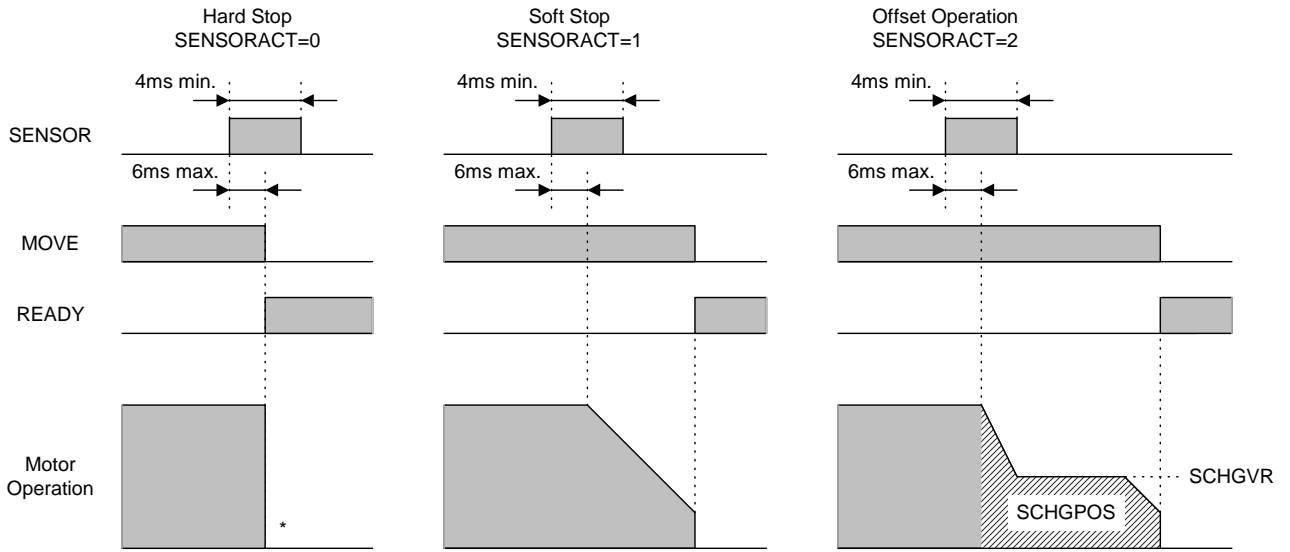 Hard Stop
SENSORACT=0
Soft Stop
SENSORACT=1
Offset Operation
SENSORACT=2
4ms min.
4ms min.
4ms min.
SENSOR
6ms max.
6ms max.
6ms max.
MOVE
READY
Motor
Operation
*
SCHGVR
SCHGPOS